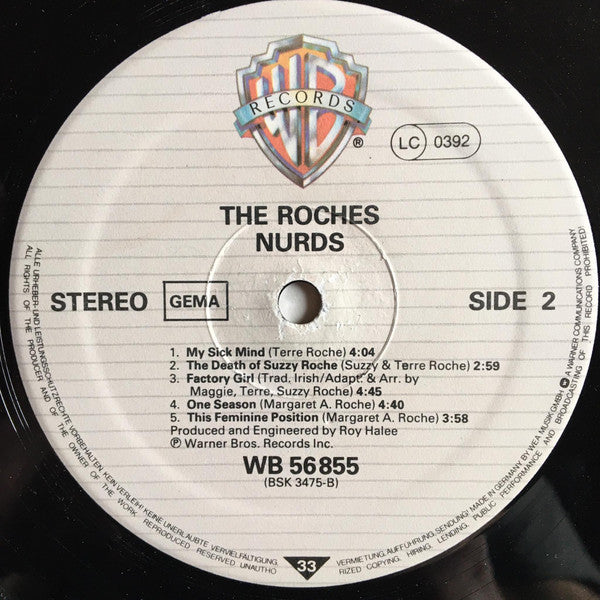 WB
RECORDS
®
LC 0392
THE ROCHES
NURDS
STEREO GEMA SIDE 2
1. My Sick Mind (Terre Roche) 4:04
2. The Death of Suzzy Roche (Suzzy & Terre Roche) 2:59
3. Factory Girl (Trad. Irish/Adapt. & Arr. by
Maggie, Terre, Suzzy Roche)
4:45
4. One Season (Margaret A. Roche) 4:40
5. This Feminine Position (Margaret A. Roche) 3:58
Produced and Engineered by Roy Halee
℗ Warner Bros. Records Inc.
WB 56 855
(BSK 3475-B)
33
ALLE URHEBER- UND LEISTUNGSSCHUTZRECHTE VORBEHALTEN. KEIN VERLEIH! KEINE UNERLAUBTE VERVIELFÄLTIGUNG, VERMIETUNG, AUFFÜHRUNG, SENDUNG! MADE IN GERMANY, BY WEA MUSIK GMBH, A WARNER COMMUNICATIONS COMPANY
ALL RIGHTS OF THE PRODUCER AND OF THE OWNER OF THE WORK REPRODUCED RESERVED. UNAUTHORIZED COPYING, HIRING, LENDING, PUBLIC PERFORMANCE AND BROADCASTING OF THIS RECORD PROHIBITED!